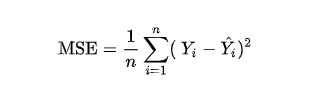 MSE = \frac{1}{n} \sum_{i=1}^{n} ( Y_i - \hat{Y}_i )^2